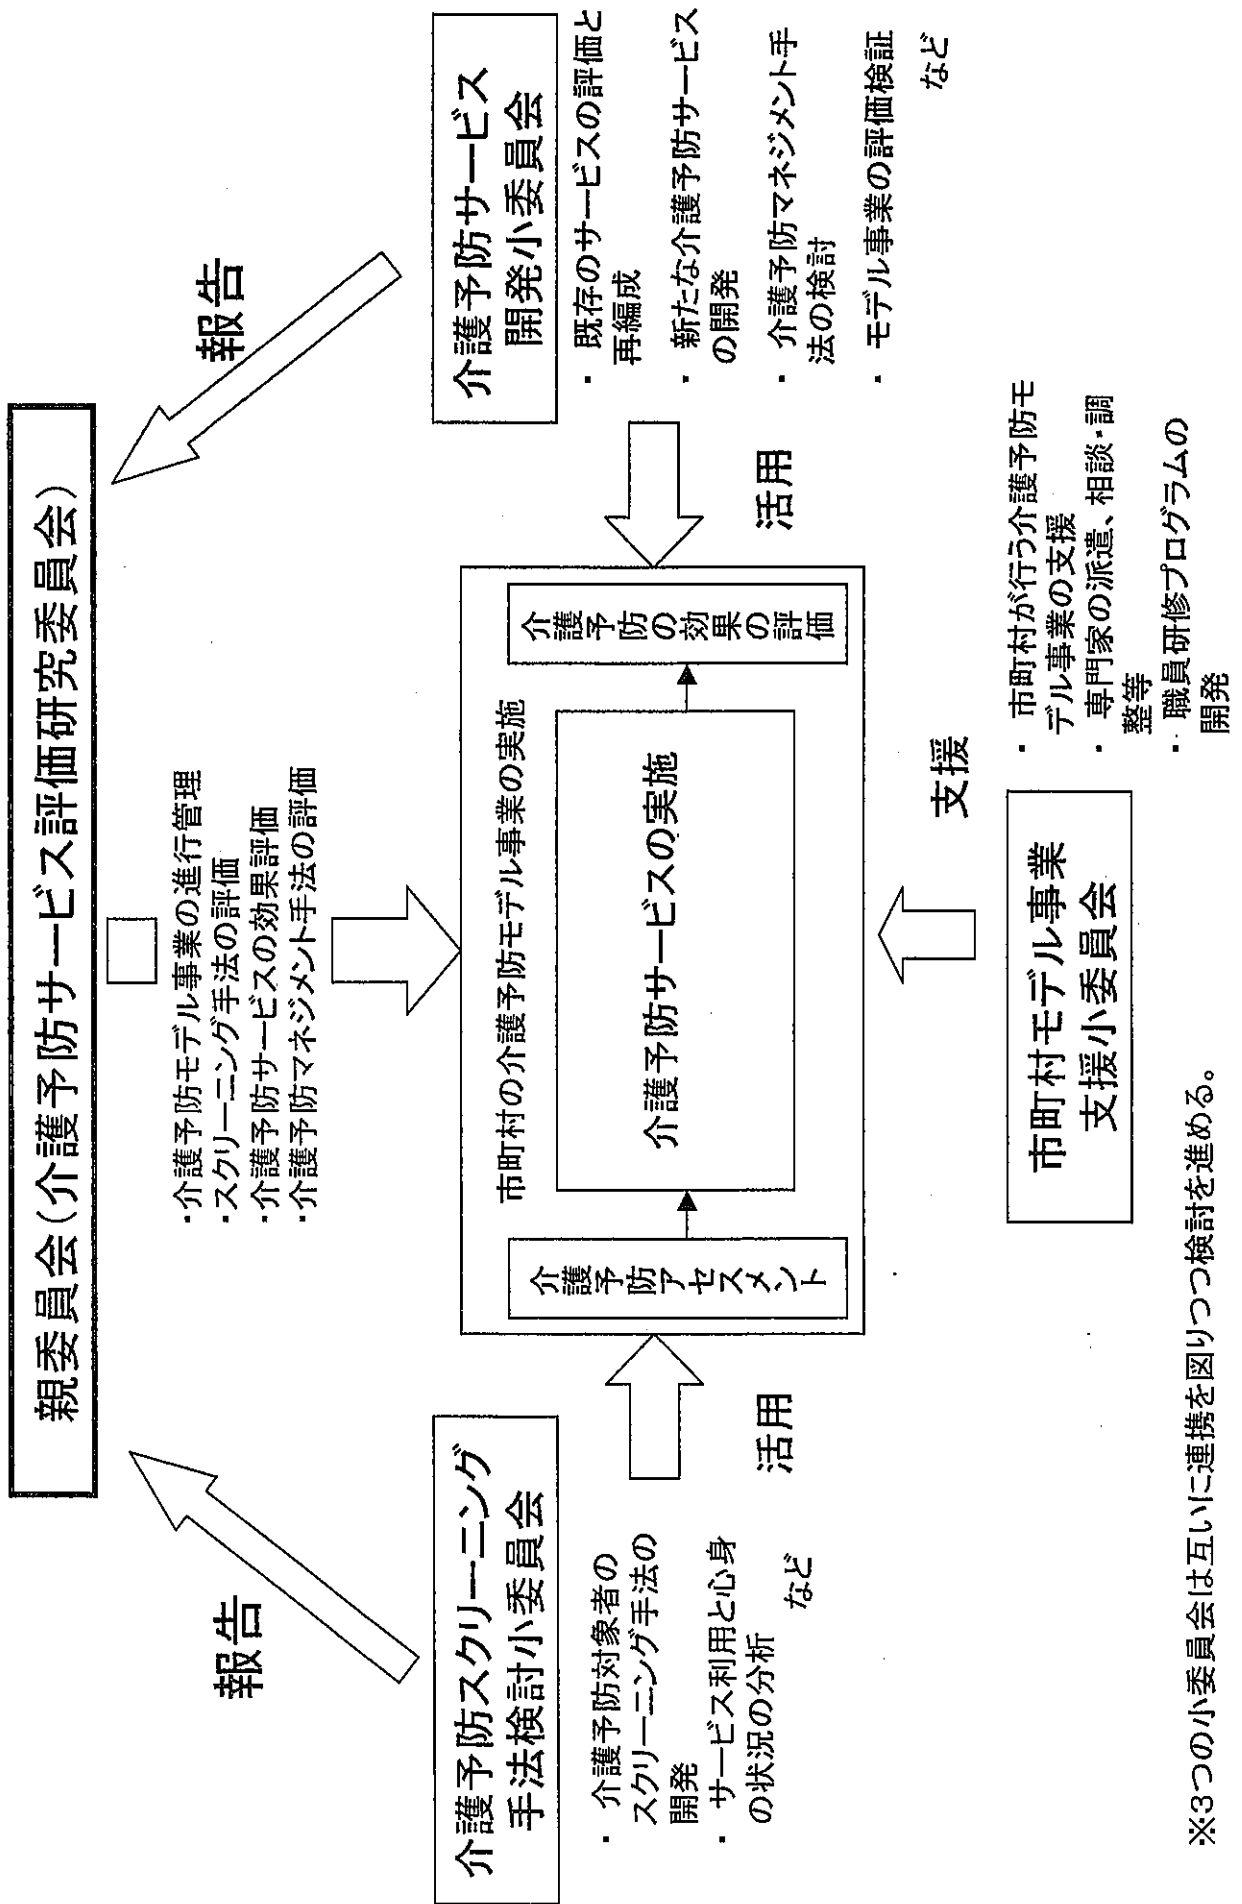 親委員会(介護予防サービス評価研究委員会)
報告
報告
・介護予防モデル事業の進行管理
・スクリーニング手法の評価
・介護予防サービスの効果評価
・介護予防マネジメント手法の評価
介護予防スクリーニング
手法検討小委員会
・ 介護予防対象者の
スクリーニング手法の
開発
・ サービス利用と心身
の状況の分析
など
活用
市町村の介護予防モデル事業の実施
介護予防アセスメント
介護予防サービスの実施
介護予防の効果の評価
活用
介護予防サービス
開発小委員会
・ 既存のサービスの評価と
再編成
・ 新たな介護予防サービス
の開発
・ 介護予防マネジメント手
法の検討
・ モデル事業の評価検証
など
支援
市町村モデル事業
支援小委員会
・ 市町村が行う介護予防モ
デル事業の支援
・ 専門家の派遣、相談・調
整等
・ 職員研修プログラムの
開発
※3つの小委員会は互いに連携を図りつつ検討を進める。